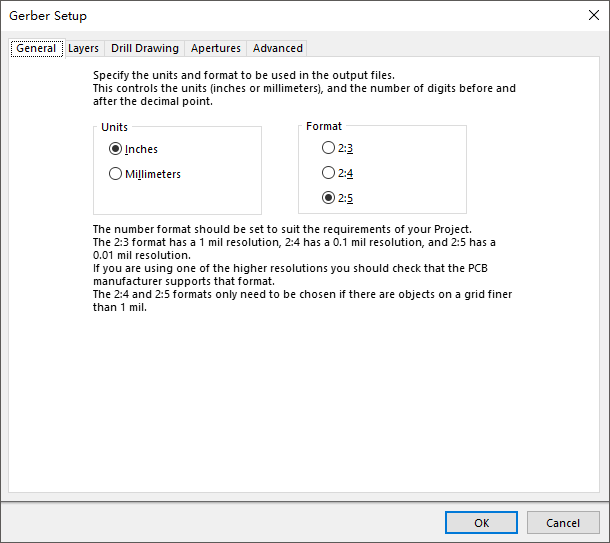 Gerber Setup
General Layers Drill Drawing Apertures Advanced
Specify the units and format to be used in the output files.
This controls the units (inches or millimeters), and the number of digits before and
after the decimal point.
Units
Inches
Millimeters
Format
2:3
2:4
2:5
The number format should be set to suit the requirements of your Project.
The 2:3 format has a 1 mil resolution, 2:4 has a 0.1 mil resolution, and 2:5 has a
0.01 mil resolution.
If you are using one of the higher resolutions you should check that the PCB
manufacturer supports that format.
The 2:4 and 2:5 formats only need to be chosen if there are objects on a grid finer
than 1 mil.
OK Cancel